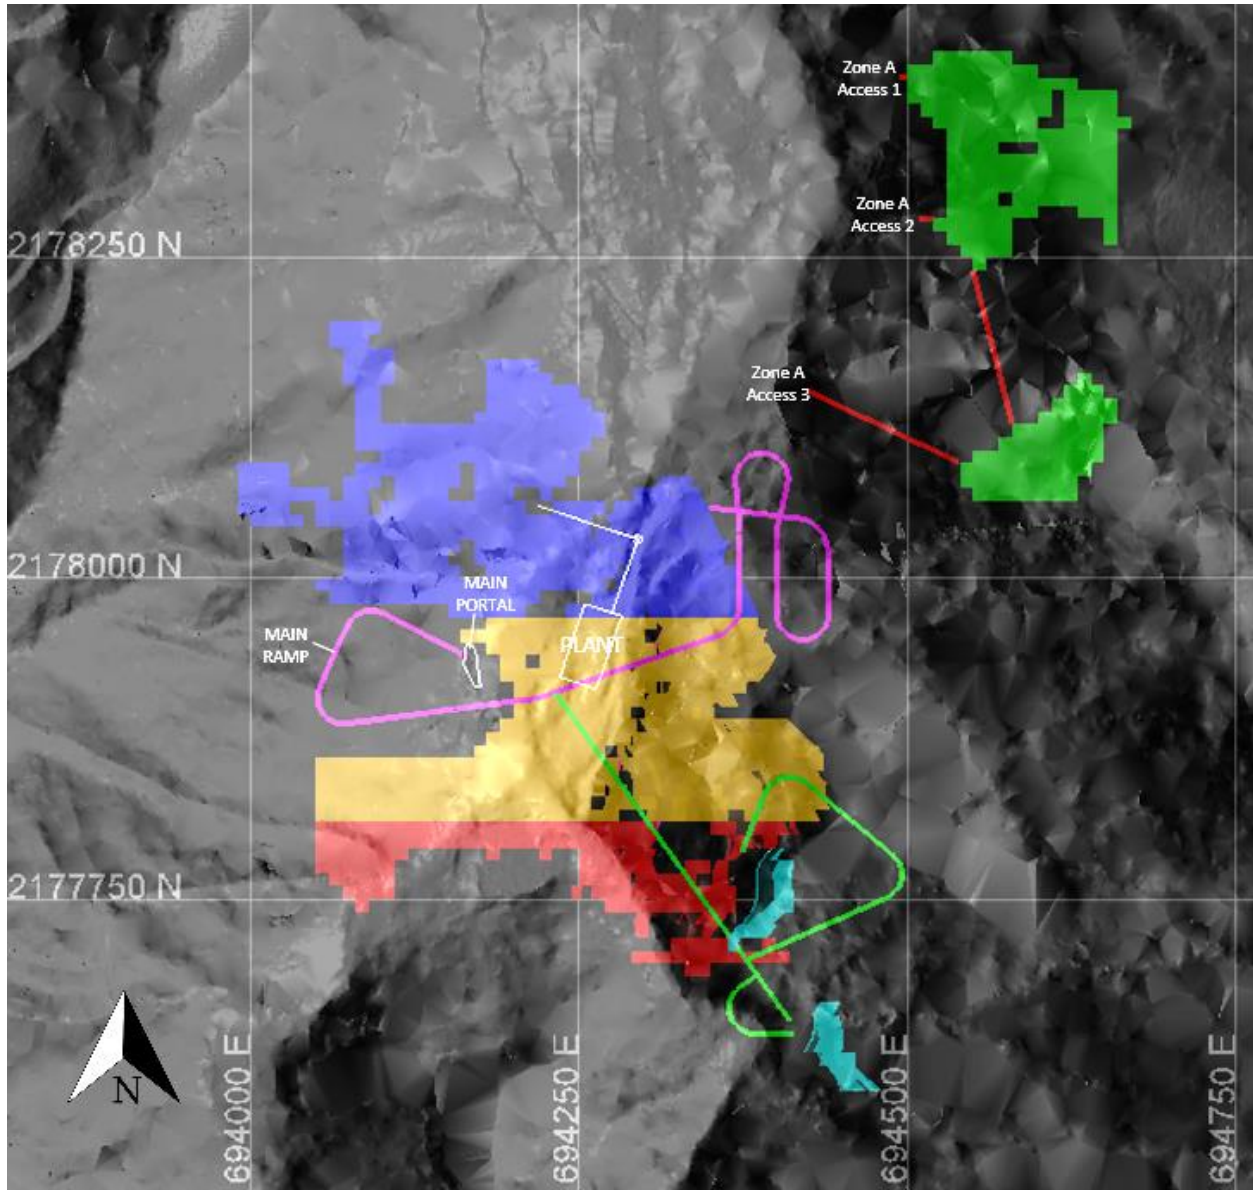 Zone A
Access 1
Zone A
Access 2
2178250 N
Zone A
Access 3
2178000 N
MAIN
PORTAL
MAIN
RAMP
PLANT
2177750 N
N
694000 E
694250 E
694500 E
694750 E